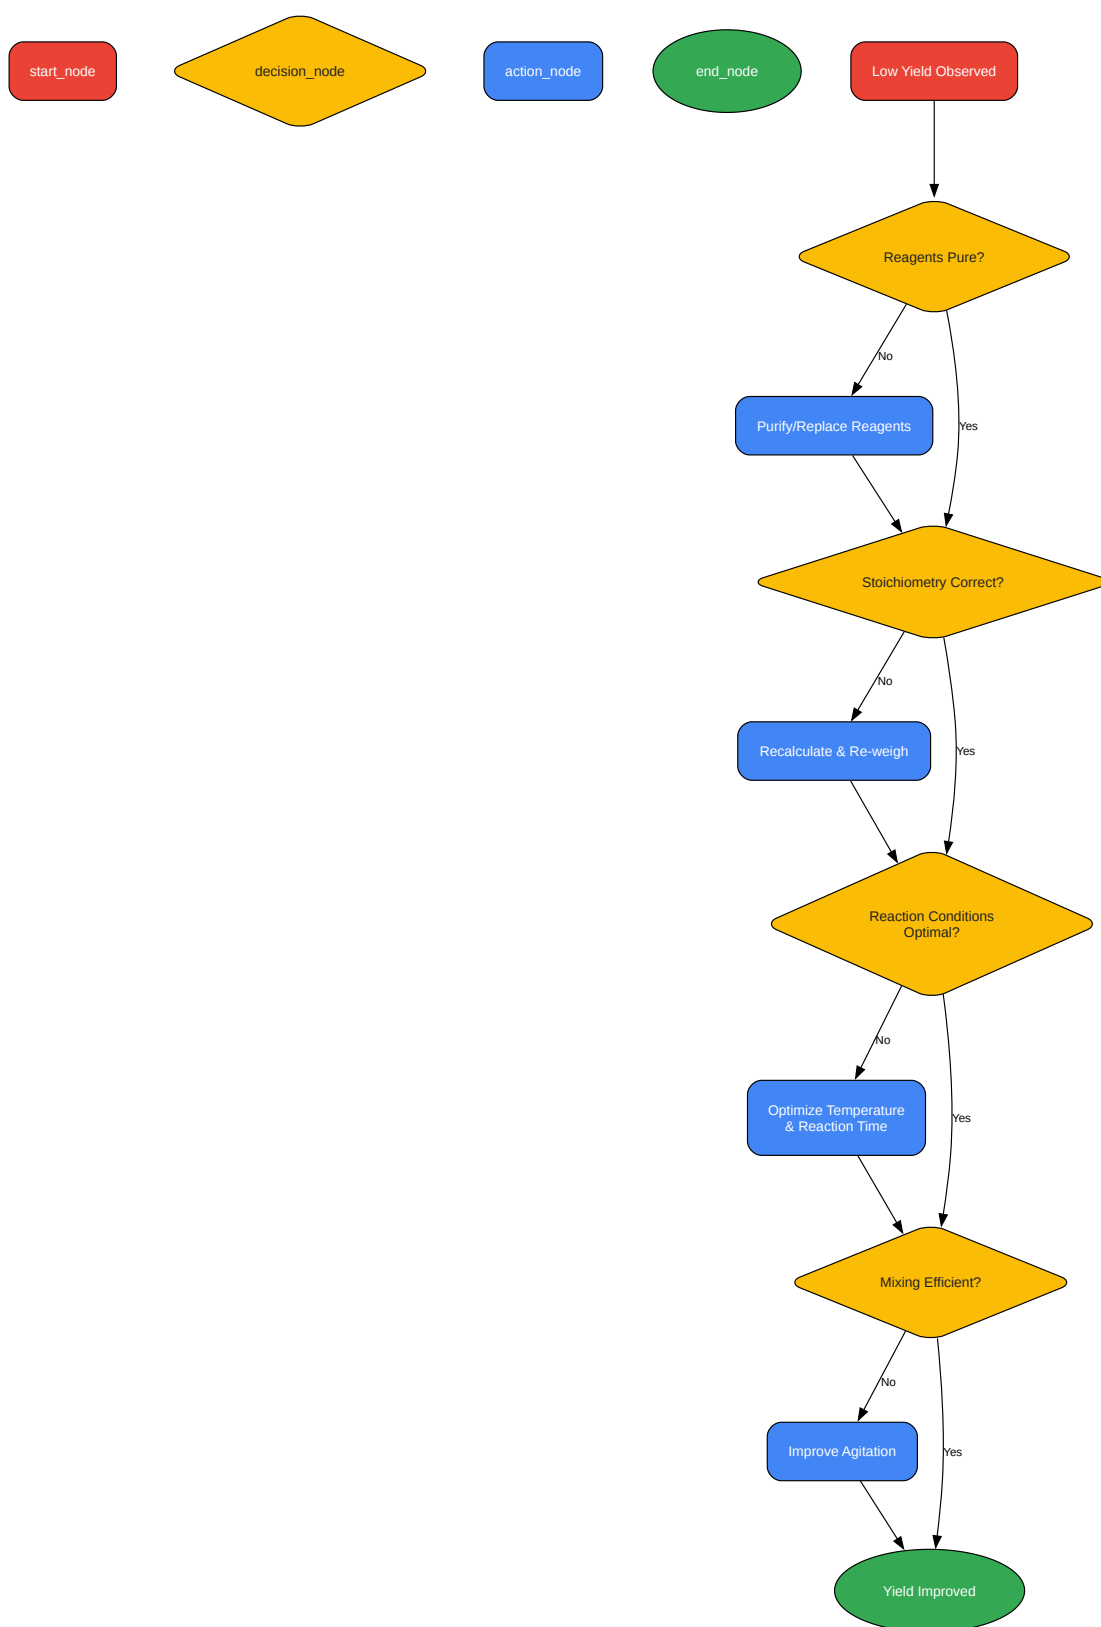 start_node
decision_node
action_node
end_node
Low Yield Observed
Reagents Pure?
No
Purify/Replace Reagents
Yes
Stoichiometry Correct?
No
Recalculate & Re-weigh
Yes
Reaction Conditions
Optimal?
No
Optimize Temperature
& Reaction Time
Yes
Mixing Efficient?
No
Improve Agitation
Yes
Yield Improved